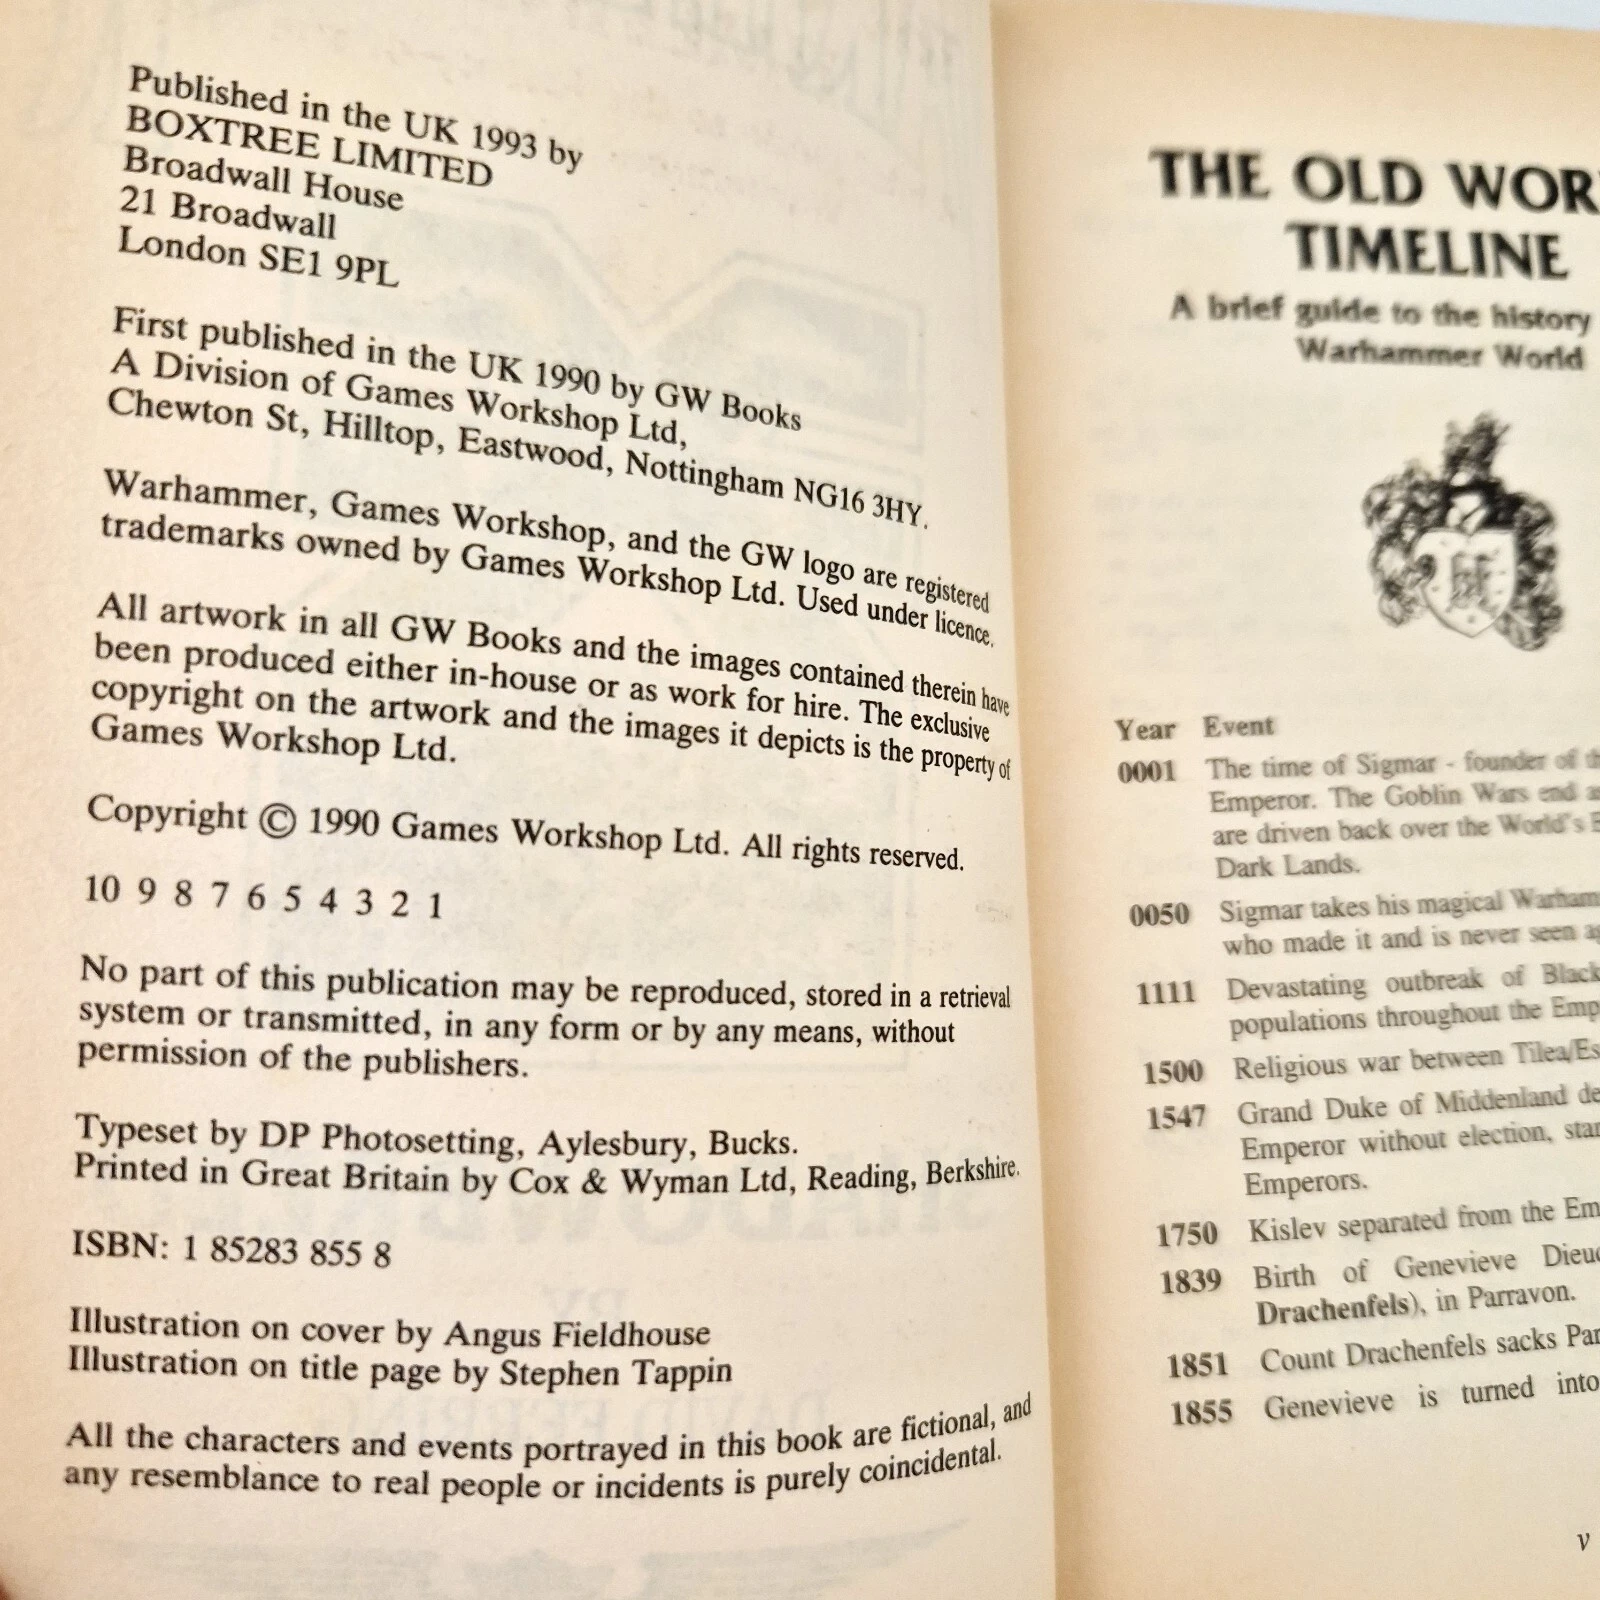 Published in the UK 1993 by
BOXTREE LIMITED
Broadwall House
21 Broadwall
London SE1 9PL
First published in the UK 1990 by GW Books
A Division of Games Workshop Ltd,
Chewton St, Hilltop, Eastwood, Nottingham NG16 3HY.
Warhammer, Games Workshop, and the GW logo are registered
trademarks owned by Games Workshop Ltd. Used under licence.
All artwork in all GW Books and the images contained therein have
been produced either in-house or as work for hire. The exclusive
copyright on the artwork and the images it depicts is the property of
Games Workshop Ltd.
Copyright © 1990 Games Workshop Ltd. All rights reserved.
10 9 8 7 6 5 4 3 2 1
No part of this publication may be reproduced, stored in a retrieval
system or transmitted, in any form or by any means, without
permission of the publishers.
Typeset by DP Photosetting, Aylesbury, Bucks.
Printed in Great Britain by Cox & Wyman Ltd, Reading, Berkshire.
ISBN: 1 85283 855 8
Illustration on cover by Angus Fieldhouse
Illustration on title page by Stephen Tappin
All the characters and events portrayed in this book are fictional, and
any resemblance to real people or incidents is purely coincidental.
THE OLD
TIMELINE
A brief guide to the history
Warhammer World
Year Event
0001 The time of Sigmar - founder of
Emperor. The Goblin Wars end
are driven back over the World's
Dark Lands.
0050 Sigmar takes his magical
who made it and is never seen
1111 Devastating outbreak of Black
populations throughout the
1500 Religious war between
1547 Grand Duke of Middenland
Emperor without election,
Emperors.
1750 Kislev separated from the
1839 Birth of Genevieve
Drachenfels), in Parravon.
1851 Count Drachenfels sacks
1855 Genevieve is turned into
v